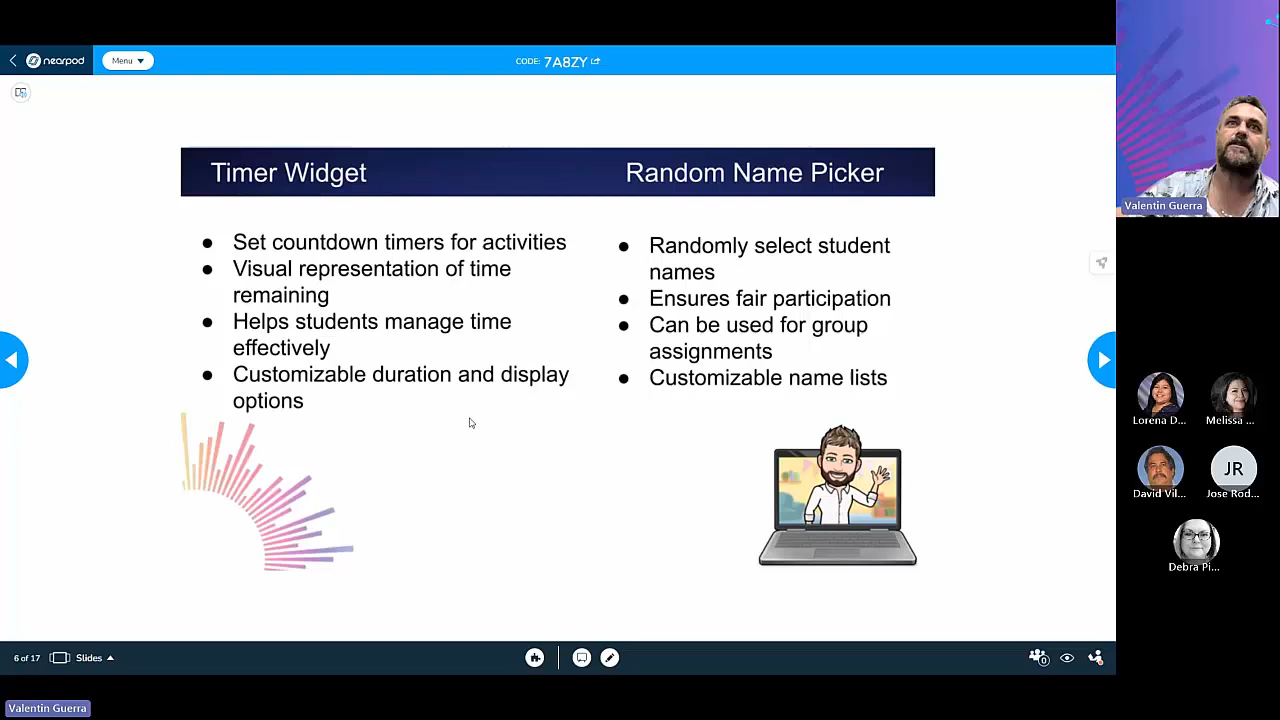 nearpod
Menu
CODE: 7A8ZY
Timer Widget
Random Name Picker
● Set countdown timers for activities
● Visual representation of time
remaining
● Helps students manage time
effectively
● Customizable duration and display
options
● Randomly select student
names
● Ensures fair participation
● Can be used for group
assignments
● Customizable name lists
6 of 17
Slides
0
Valentin Guerra
Valentin Guerra
Lorena D...
Melissa ...
David Vil...
JR
Jose Rod...
Debra Pi...